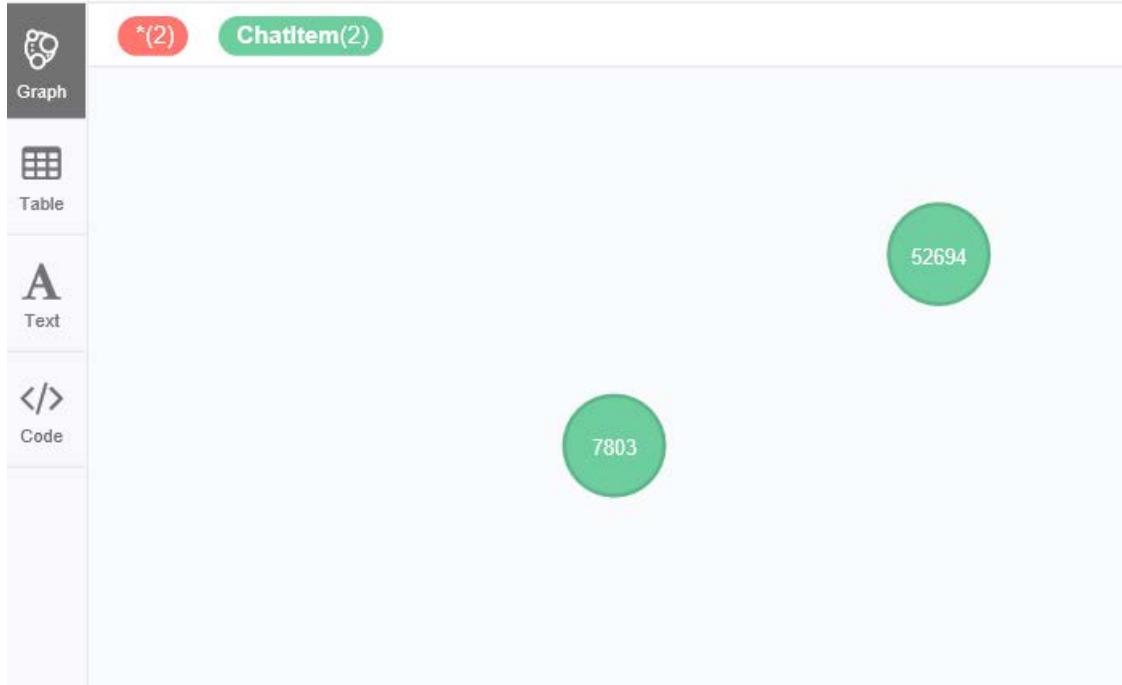 *(2) ChatItem(2)
Graph
Table
A
Text
</>
Code
52694
7803